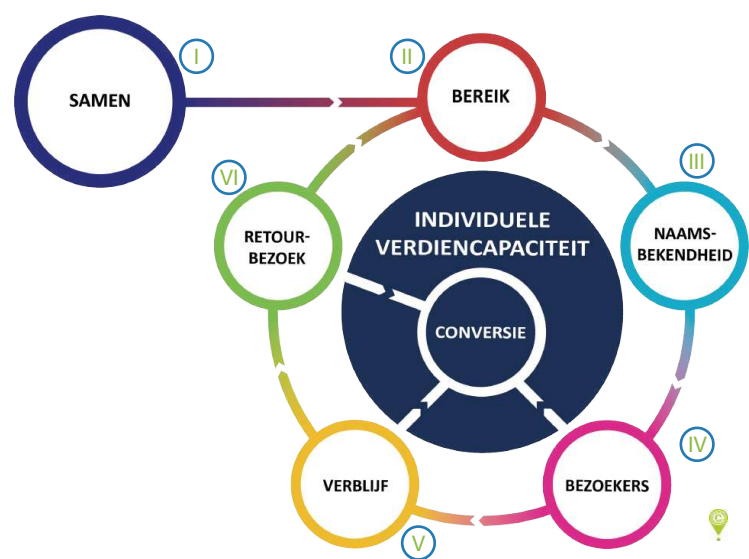 I
SAMEN
II
BEREIK
III
NAAMS-
BEKENDHEID
IV
BEZOEKERS
V
VERBLIJF
VI
RETOUR-
BEZOEK
INDIVIDUELE
VERDIENCAPACITEIT
CONVERSIE
C